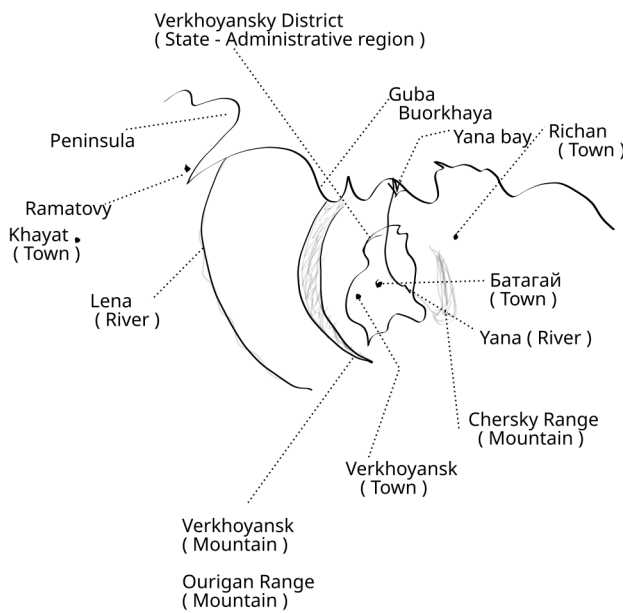 Verkhoyansky District
( State - Administrative region )
Guba
Buorkhaya
Yana bay
Richan
( Town )
Peninsula
Ramatovy
Khayat
( Town )
Lena
( River )
Батагай
( Town )
Yana ( River )
Chersky Range
( Mountain )
Verkhoyansk
( Town )
Verkhoyansk
( Mountain )
Ourigan Range
( Mountain )